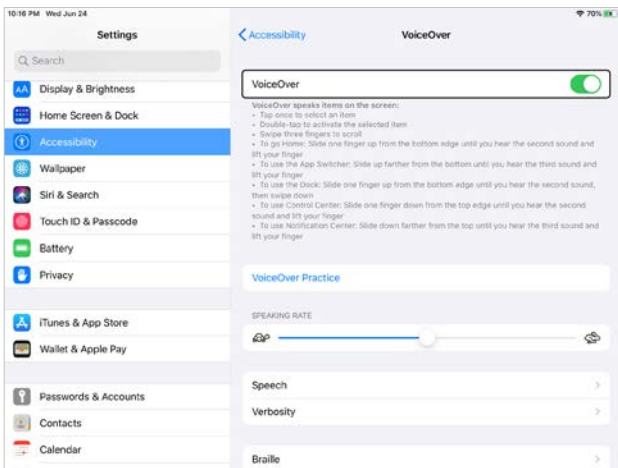 10:16 PM Wed Jun 24
70%
Settings
Search
Display & Brightness
Home Screen & Dock
Accessibility
Wallpaper
Siri & Search
Touch ID & Passcode
Battery
Privacy
iTunes & App Store
Wallet & Apple Pay
Passwords & Accounts
Contacts
Calendar
Accessibility
VoiceOver
VoiceOver
VoiceOver speaks items on the screen:
• Tap once to select an item
• Double-tap to activate the selected item
• Swipe three fingers to scroll
• To go Home: Slide one finger up from the bottom edge until you hear the second sound and
lift your finger
• To use the App Switcher: Slide up farther from the bottom until you hear the third sound and
lift your finger
• To use the Dock: Slide one finger up from the bottom edge until you hear the second sound,
then swipe down
• To use Control Center: Slide one finger down from the top edge until you hear the second
sound and lift your finger
• To use Notification Center: Slide down farther from the top until you hear the third sound and
lift your finger
VoiceOver Practice
SPEAKING RATE
Speech
Verbosity
Braille